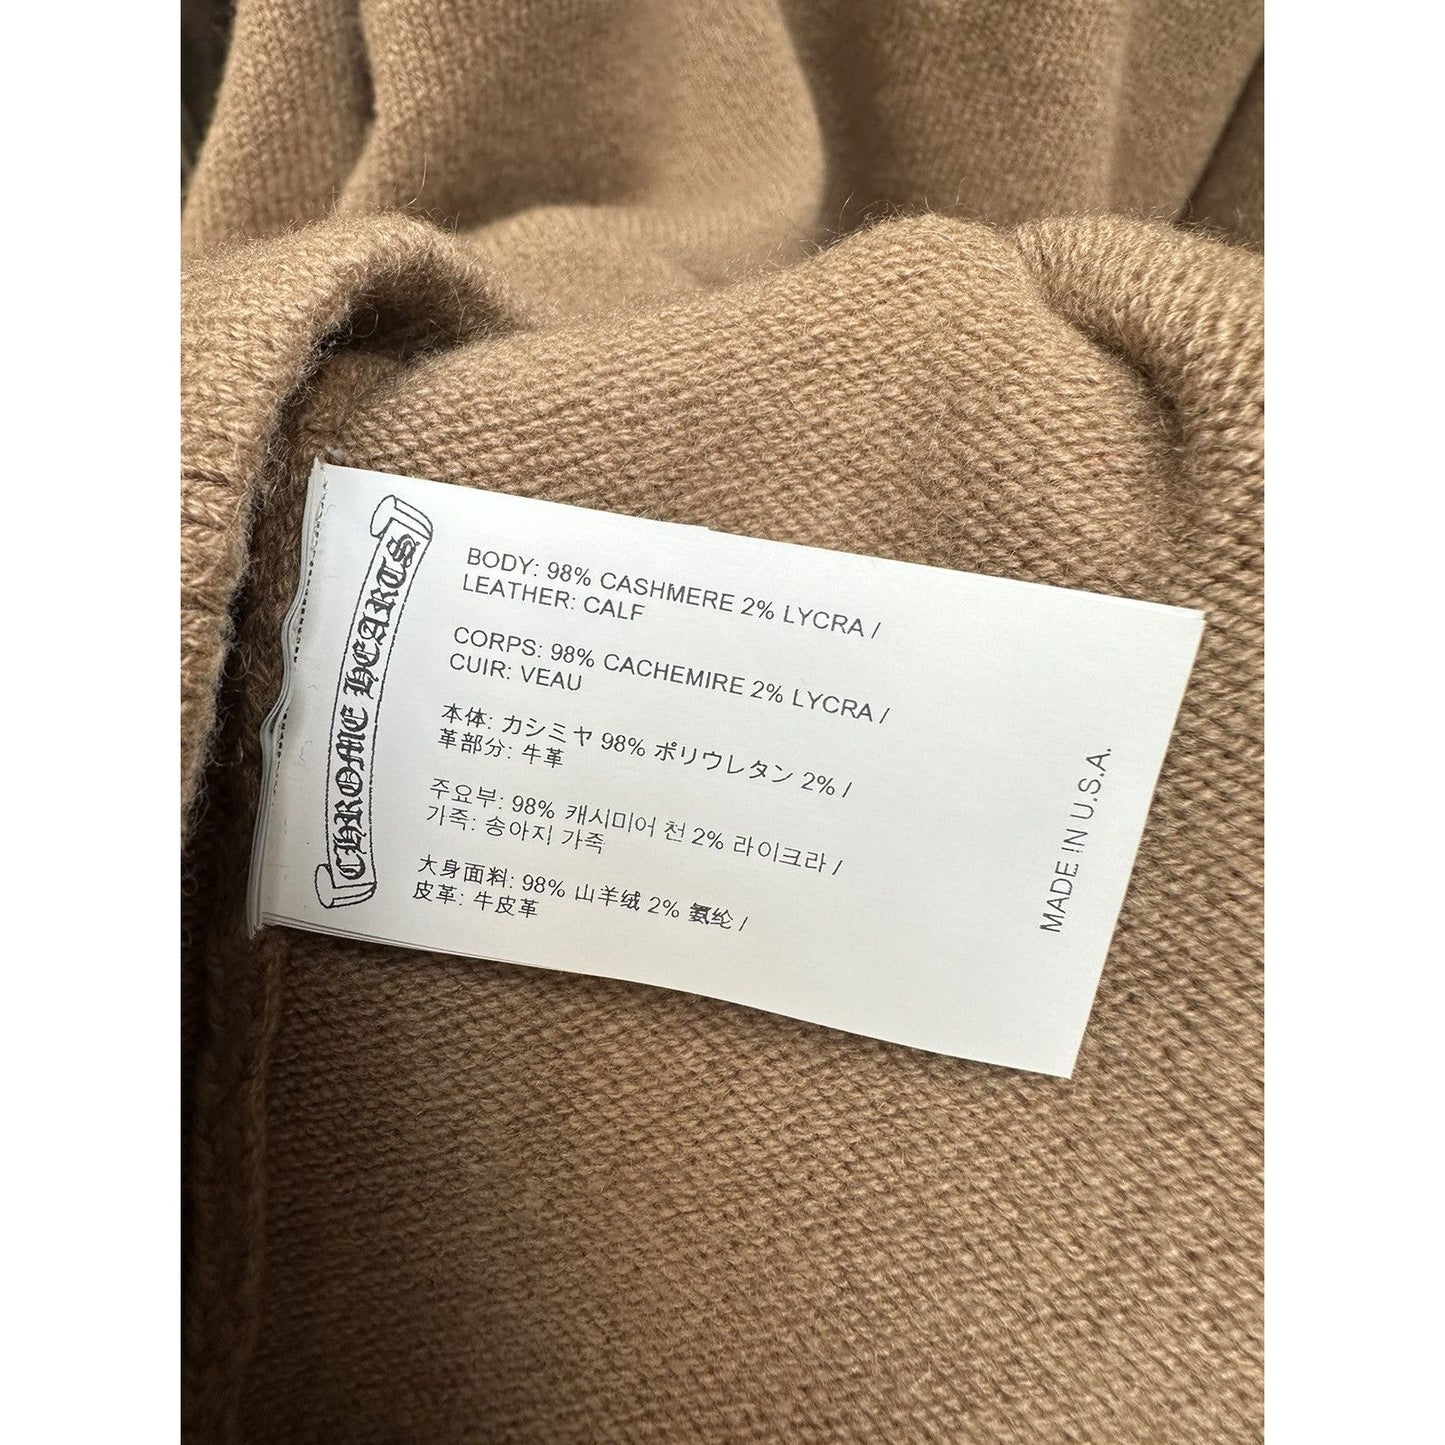 CHROME HEARTS
BODY: 98% CASHMERE 2% LYCRA /
LEATHER: CALF
CORPS: 98% CACHEMIRE 2% LYCRA /
CUIR: VEAU
本体: カシミヤ 98% ポリウレタン 2% /
革部分: 牛革
주요부: 98% 캐시미어 천 2% 라이크라 /
가죽: 송아지 가죽
大身面料: 98% 山羊绒 2% 氨纶 /
皮革: 牛皮革
MADE IN U.S.A.